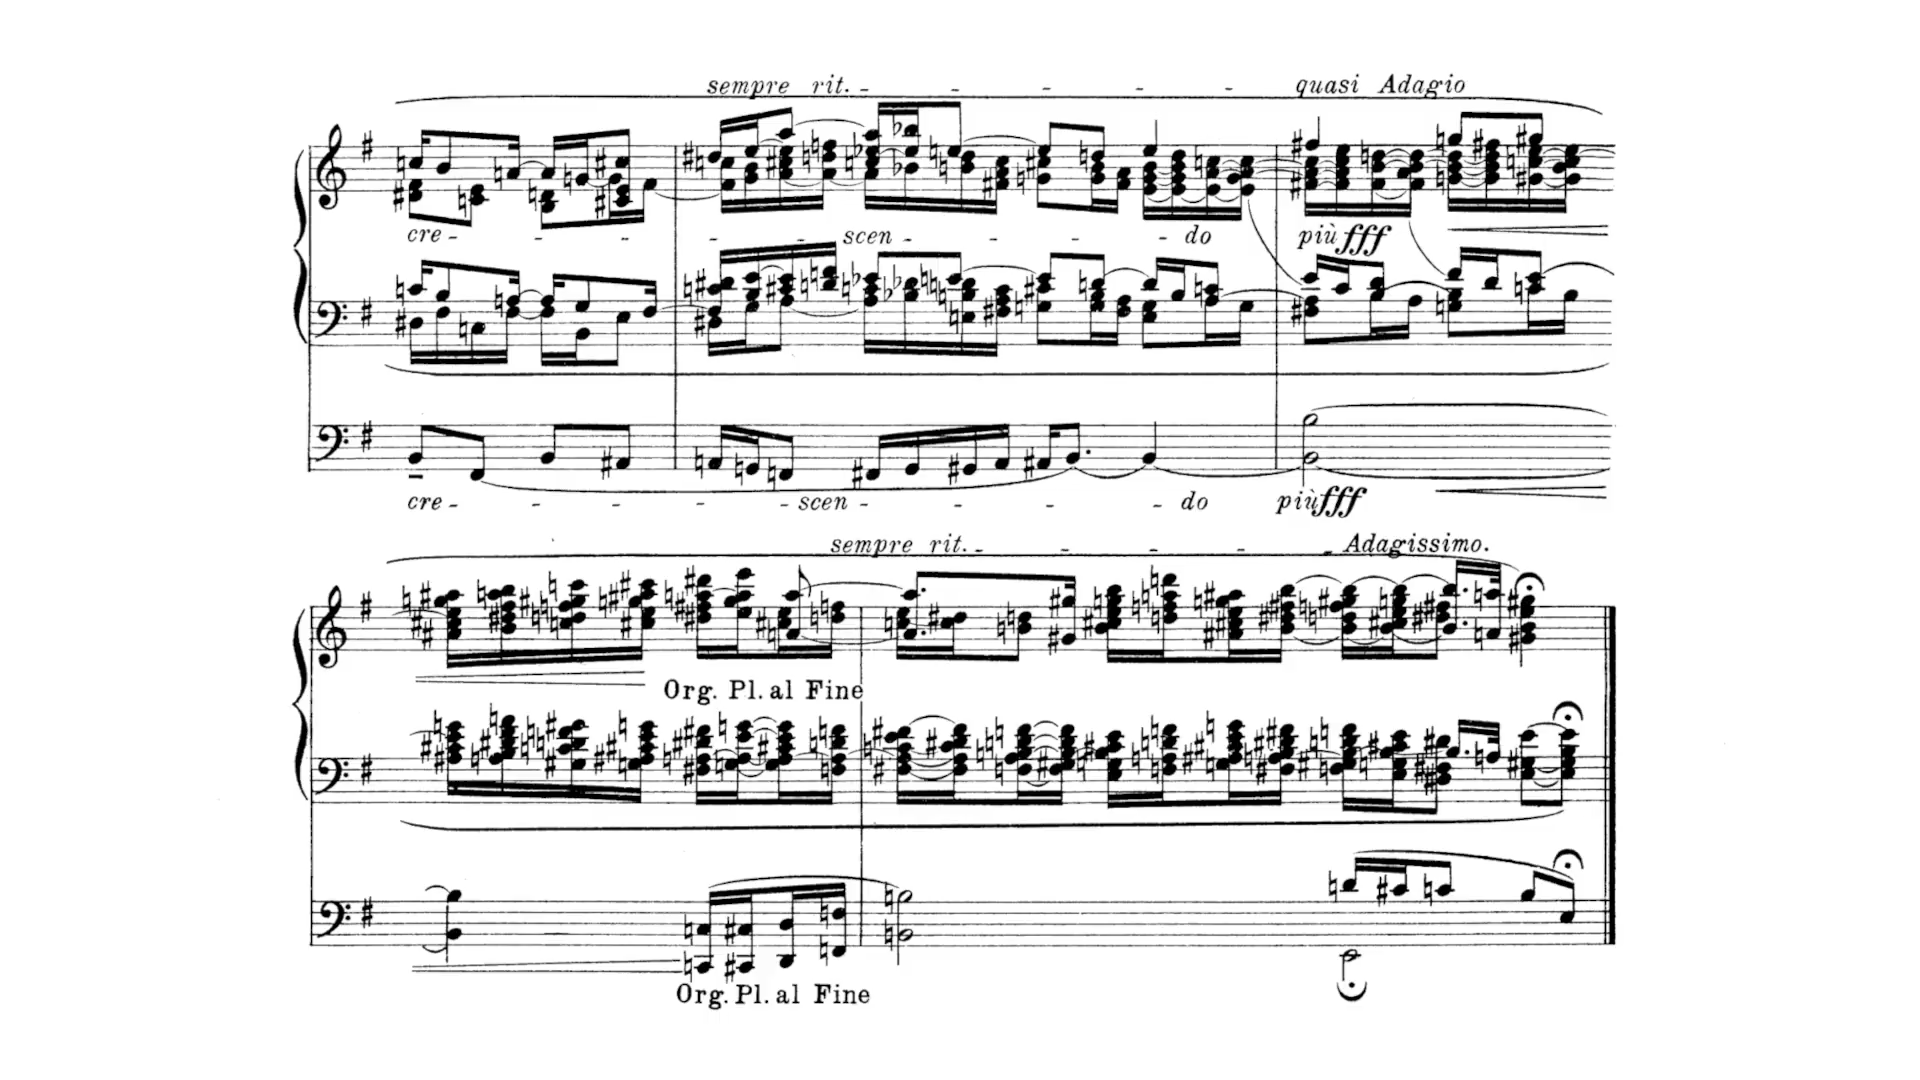 sempre rit. - - - - - quasi Adagio
cre - - - - - scen - - - - do più fff
cre - - - - scen - - - - do più fff
sempre rit. - - - - - Adagissimo.
Org. Pl. al Fine
Org. Pl. al Fine